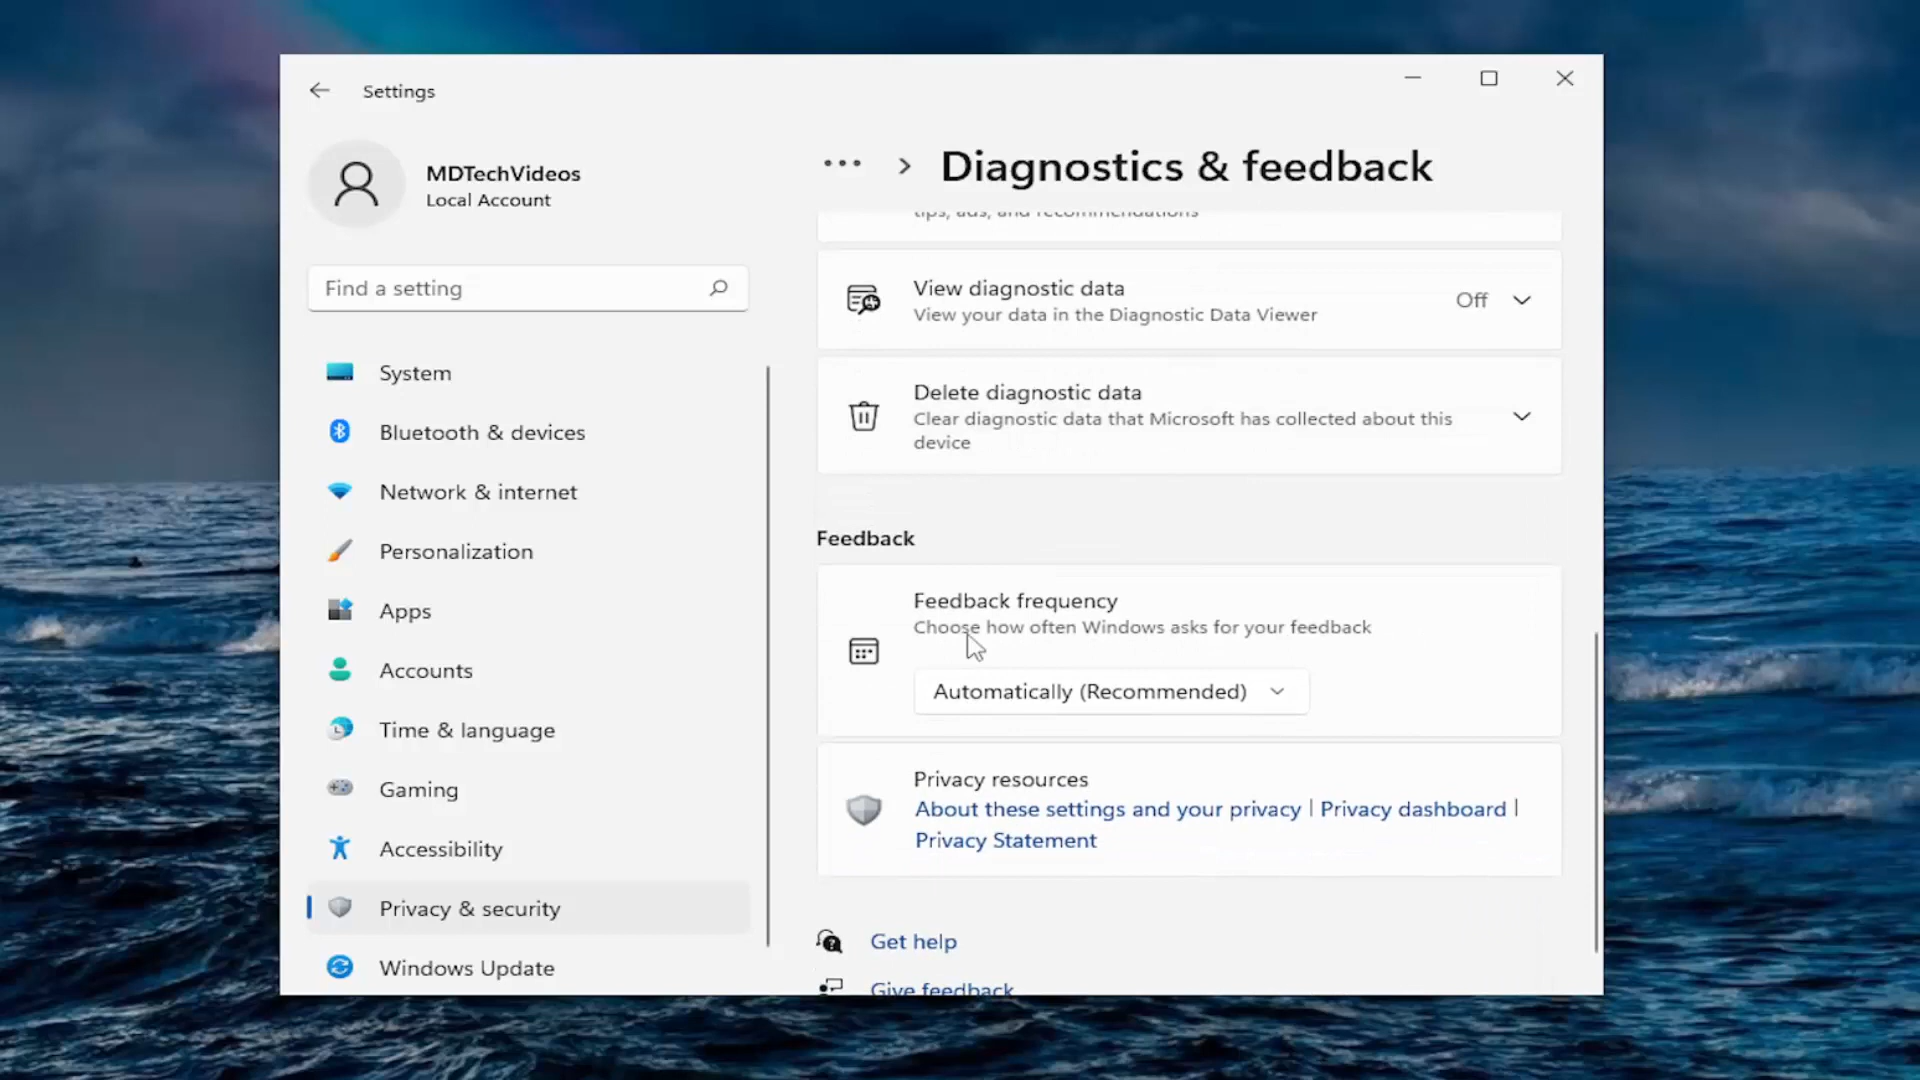 Settings
MDTechVideos
Local Account
Find a setting
System
Bluetooth & devices
Network & internet
Personalization
Apps
Accounts
Time & language
Gaming
Accessibility
Privacy & security
Windows Update
... > Diagnostics & feedback
tips, ads, and recommendations
View diagnostic data
View your data in the Diagnostic Data Viewer
Off
Delete diagnostic data
Clear diagnostic data that Microsoft has collected about this
device
Feedback
Feedback frequency
Choose how often Windows asks for your feedback
Automatically (Recommended)
Privacy resources
About these settings and your privacy | Privacy dashboard |
Privacy Statement
Get help
Give feedback